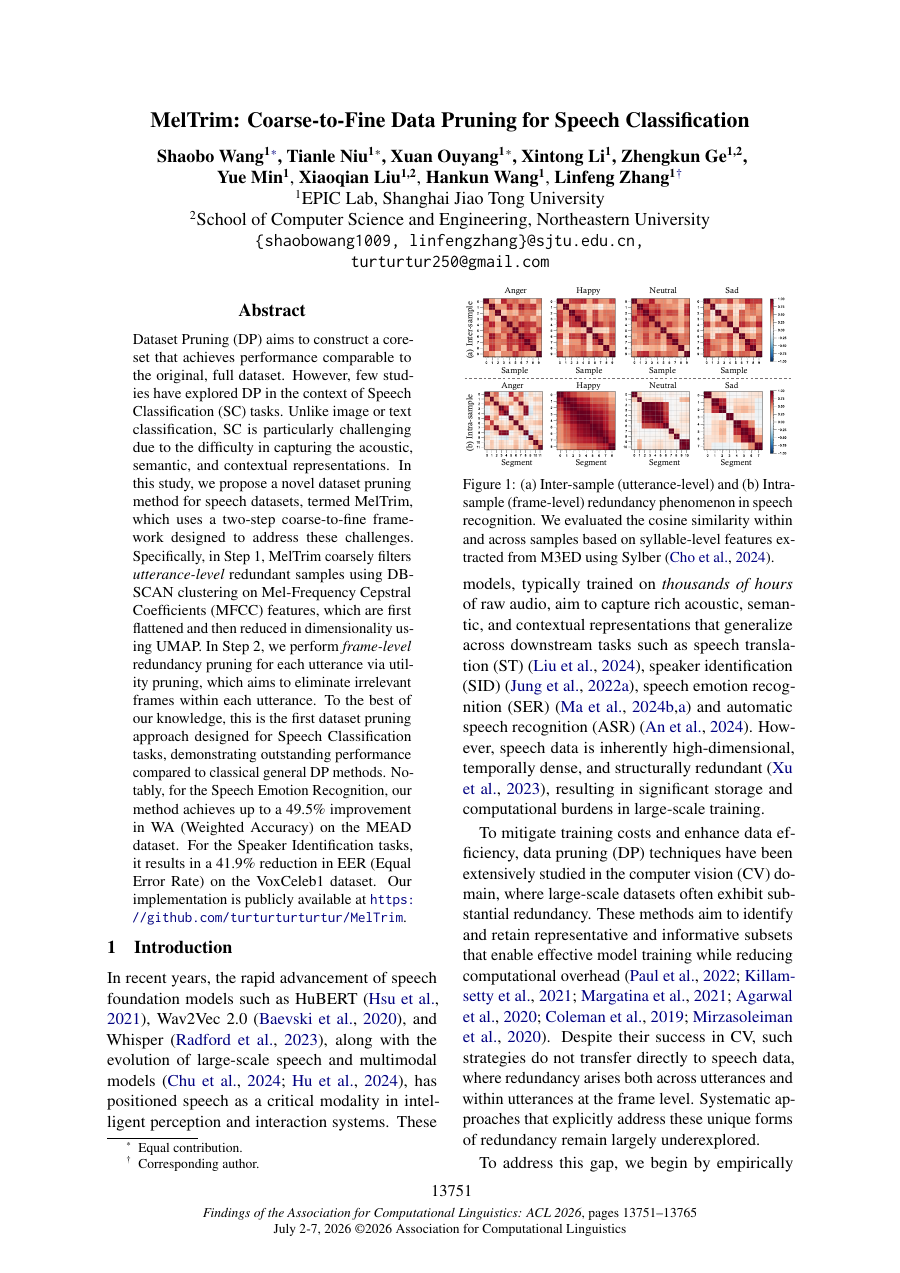 MelTrim: Coarse-to-Fine Data Pruning for Speech Classification
Shaobo Wang1*, Tianle Niu1*, Xuan Ouyang1*, Xintong Li1, Zhengkun Ge1,2,
Yue Min1, Xiaoqian Liu1,2, Hankun Wang1, Linfeng Zhang1†
1EPIC Lab, Shanghai Jiao Tong University
2School of Computer Science and Engineering, Northeastern University
{shaobowang1009, linfengzhang}@sjtu.edu.cn,
turturtur250@gmail.com
Abstract
Dataset Pruning (DP) aims to construct a core-
set that achieves performance comparable to
the original, full dataset. However, few stud-
ies have explored DP in the context of Speech
Classification (SC) tasks. Unlike image or text
classification, SC is particularly challenging
due to the difficulty in capturing the acoustic,
semantic, and contextual representations. In
this study, we propose a novel dataset pruning
method for speech datasets, termed MelTrim,
which uses a two-step coarse-to-fine frame-
work designed to address these challenges.
Specifically, in Step 1, MelTrim coarsely filters
utterance-level redundant samples using DB-
SCAN clustering on Mel-Frequency Cepstral
Coefficients (MFCC) features, which are first
flattened and then reduced in dimensionality us-
ing UMAP. In Step 2, we perform frame-level
redundancy pruning for each utterance via util-
ity pruning, which aims to eliminate irrelevant
frames within each utterance. To the best of
our knowledge, this is the first dataset pruning
approach designed for Speech Classification
tasks, demonstrating outstanding performance
compared to classical general DP methods. No-
tably, for the Speech Emotion Recognition, our
method achieves up to a 49.5% improvement
in WA (Weighted Accuracy) on the MEAD
dataset. For the Speaker Identification tasks,
it results in a 41.9% reduction in EER (Equal
Error Rate) on the VoxCeleb1 dataset. Our
implementation is publicly available at https:
//github.com/turturturturtur/MelTrim.
1 Introduction
In recent years, the rapid advancement of speech
foundation models such as HuBERT (Hsu et al.,
2021), Wav2Vec 2.0 (Baevski et al., 2020), and
Whisper (Radford et al., 2023), along with the
evolution of large-scale speech and multimodal
models (Chu et al., 2024; Hu et al., 2024), has
positioned speech as a critical modality in intel-
ligent perception and interaction systems. These
* Equal contribution.
† Corresponding author.
Anger Happy Neutral Sad
(a) Inter-sample
Sample Sample Sample Sample
Anger Happy Neutral Sad
(b) Intra-sample
Segment Segment Segment Segment
Figure 1: (a) Inter-sample (utterance-level) and (b) Intra-
sample (frame-level) redundancy phenomenon in speech
recognition. We evaluated the cosine similarity within
and across samples based on syllable-level features ex-
tracted from M3ED using Sylber (Cho et al., 2024).
models, typically trained on thousands of hours
of raw audio, aim to capture rich acoustic, seman-
tic, and contextual representations that generalize
across downstream tasks such as speech transla-
tion (ST) (Liu et al., 2024), speaker identification
(SID) (Jung et al., 2022a), speech emotion recog-
nition (SER) (Ma et al., 2024b,a) and automatic
speech recognition (ASR) (An et al., 2024). How-
ever, speech data is inherently high-dimensional,
temporally dense, and structurally redundant (Xu
et al., 2023), resulting in significant storage and
computational burdens in large-scale training.
To mitigate training costs and enhance data ef-
ficiency, data pruning (DP) techniques have been
extensively studied in the computer vision (CV) do-
main, where large-scale datasets often exhibit sub-
stantial redundancy. These methods aim to identify
and retain representative and informative subsets
that enable effective model training while reducing
computational overhead (Paul et al., 2022; Killam-
setty et al., 2021; Margatina et al., 2021; Agarwal
et al., 2020; Coleman et al., 2019; Mirzasoleiman
et al., 2020). Despite their success in CV, such
strategies do not transfer directly to speech data,
where redundancy arises both across utterances and
within utterances at the frame level. Systematic ap-
proaches that explicitly address these unique forms
of redundancy remain largely underexplored.
To address this gap, we begin by empirically
13751
Findings of the Association for Computational Linguistics: ACL 2026, pages 13751–13765
July 2-7, 2026 ©2026 Association for Computational Linguistics